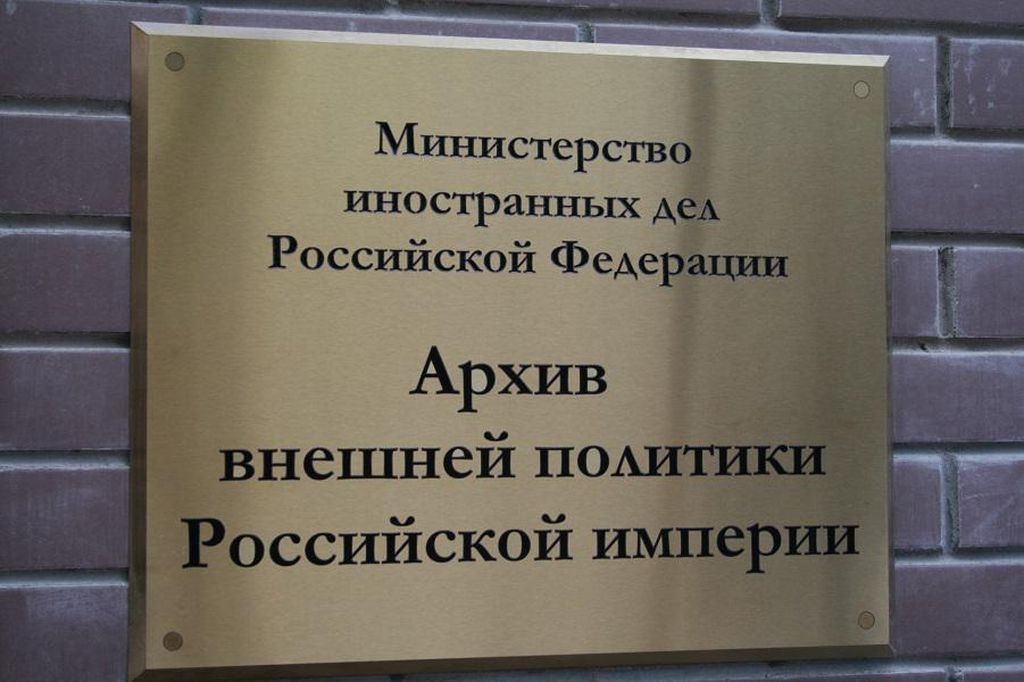 Министерство
иностранных дел
Российской Федерации
Архив
внешней политики
Российской империи